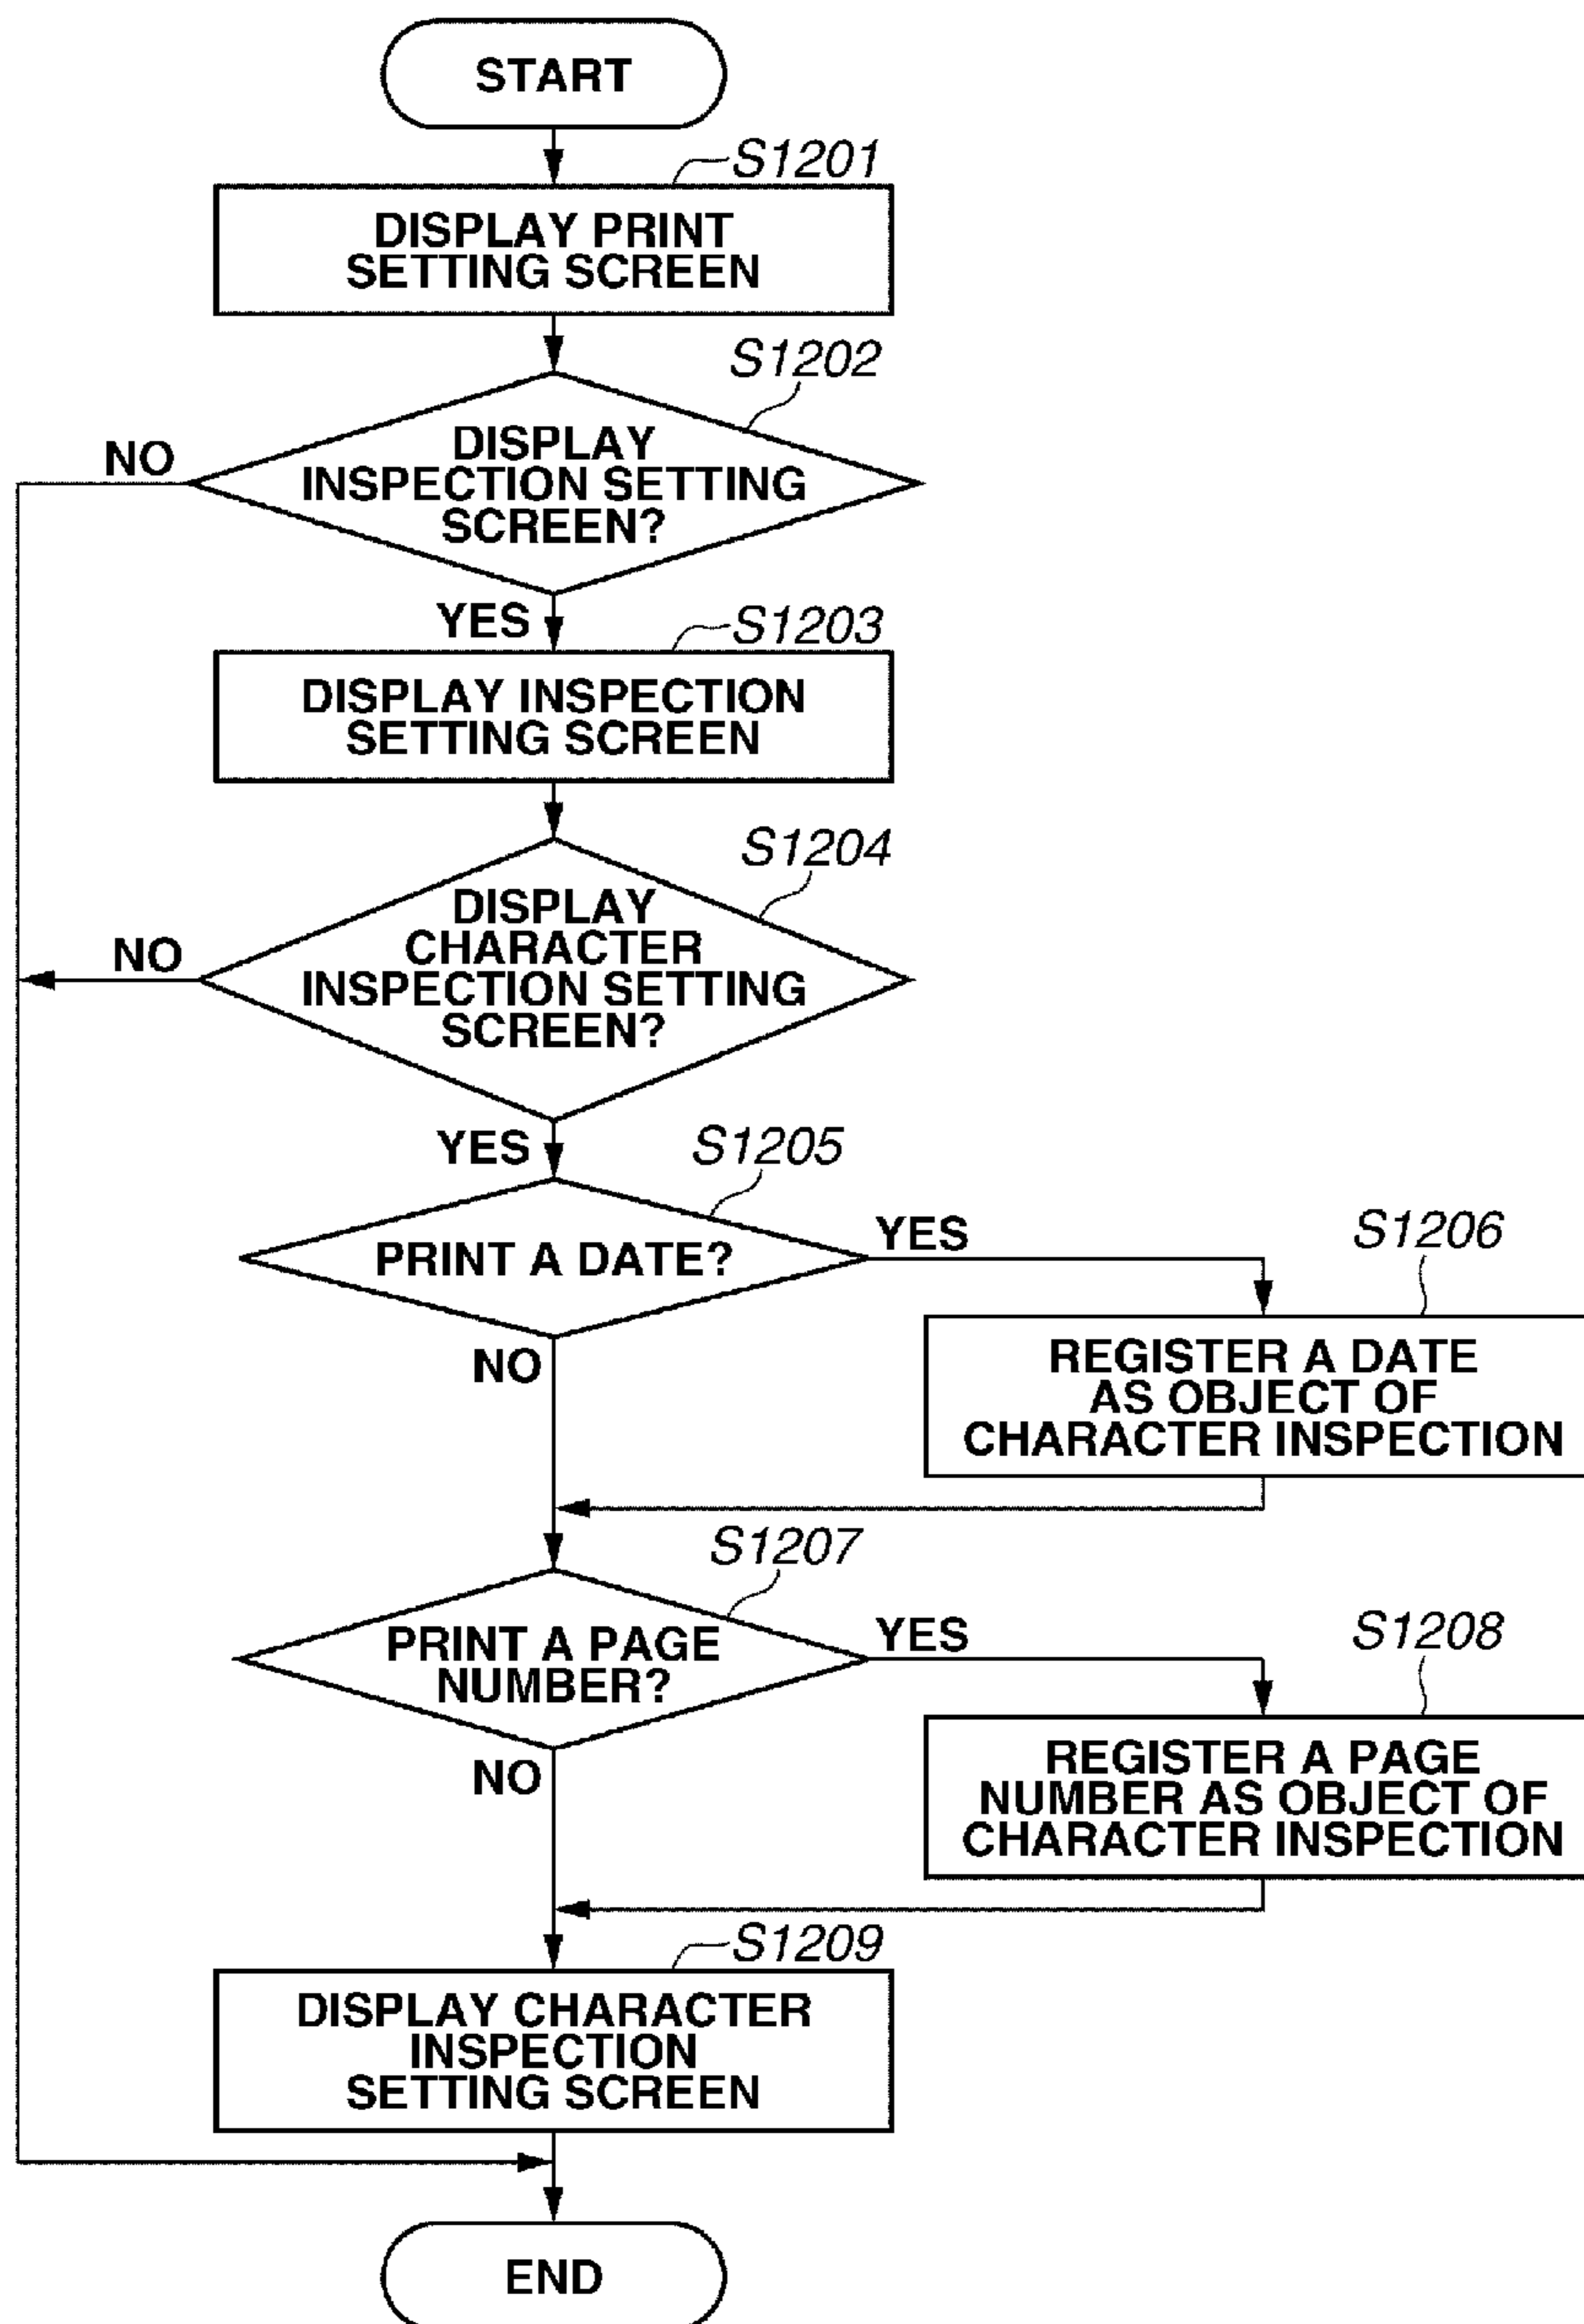 START
S1201
DISPLAY PRINT
SETTING SCREEN
S1202
NO
DISPLAY
INSPECTION SETTING
SCREEN?
YES
S1203
DISPLAY INSPECTION
SETTING SCREEN
S1204
NO
DISPLAY
CHARACTER
INSPECTION SETTING
SCREEN?
YES
S1205
PRINT A DATE?
YES
S1206
NO
REGISTER A DATE
AS OBJECT OF
CHARACTER INSPECTION
S1207
PRINT A PAGE
NUMBER?
YES
S1208
NO
REGISTER A PAGE
NUMBER AS OBJECT OF
CHARACTER INSPECTION
S1209
DISPLAY CHARACTER
INSPECTION
SETTING SCREEN
END